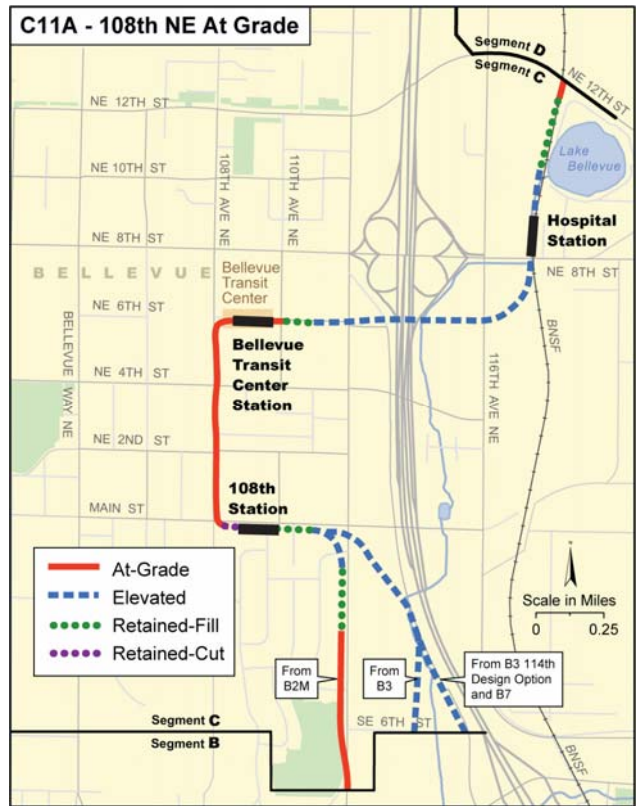 C11A - 108th NE At Grade
Segment D
Segment C
NE 12TH ST
NE 12TH ST
Lake
Bellevue
NE 10TH ST
108TH AVE NE
110TH AVE NE
Hospital
Station
NE 8TH ST
NE 8TH ST
BELLEVUE
Bellevue
Transit
Center
NE 6TH ST
BNSF
BELLEVUE WAY NE
Bellevue
Transit
Center
Station
116TH AVE NE
NE 4TH ST
NE 2ND ST
108th
Station
MAIN ST
At-Grade
Elevated
Retained-Fill
Retained-Cut
Scale in Miles
0 0.25
From
B2M
From
B3
From B3 114th
Design Option
and B7
SE 6TH ST
Segment C
Segment B
BNSF